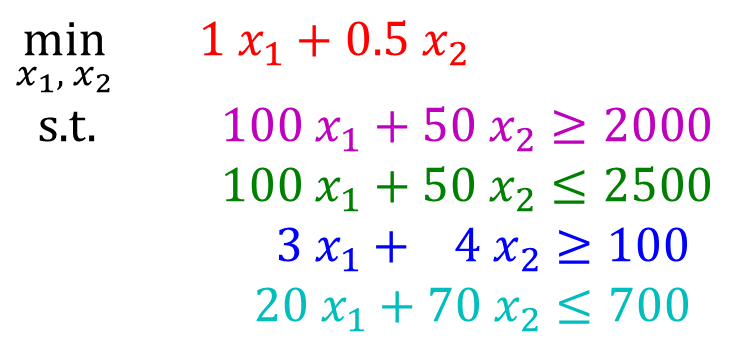 min 1 x₁ + 0.5 x₂
x₁, x₂
s.t. 100 x₁ + 50 x₂ ≥ 2000
100 x₁ + 50 x₂ ≤ 2500
3 x₁ + 4 x₂ ≥ 100
20 x₁ + 70 x₂ ≤ 700